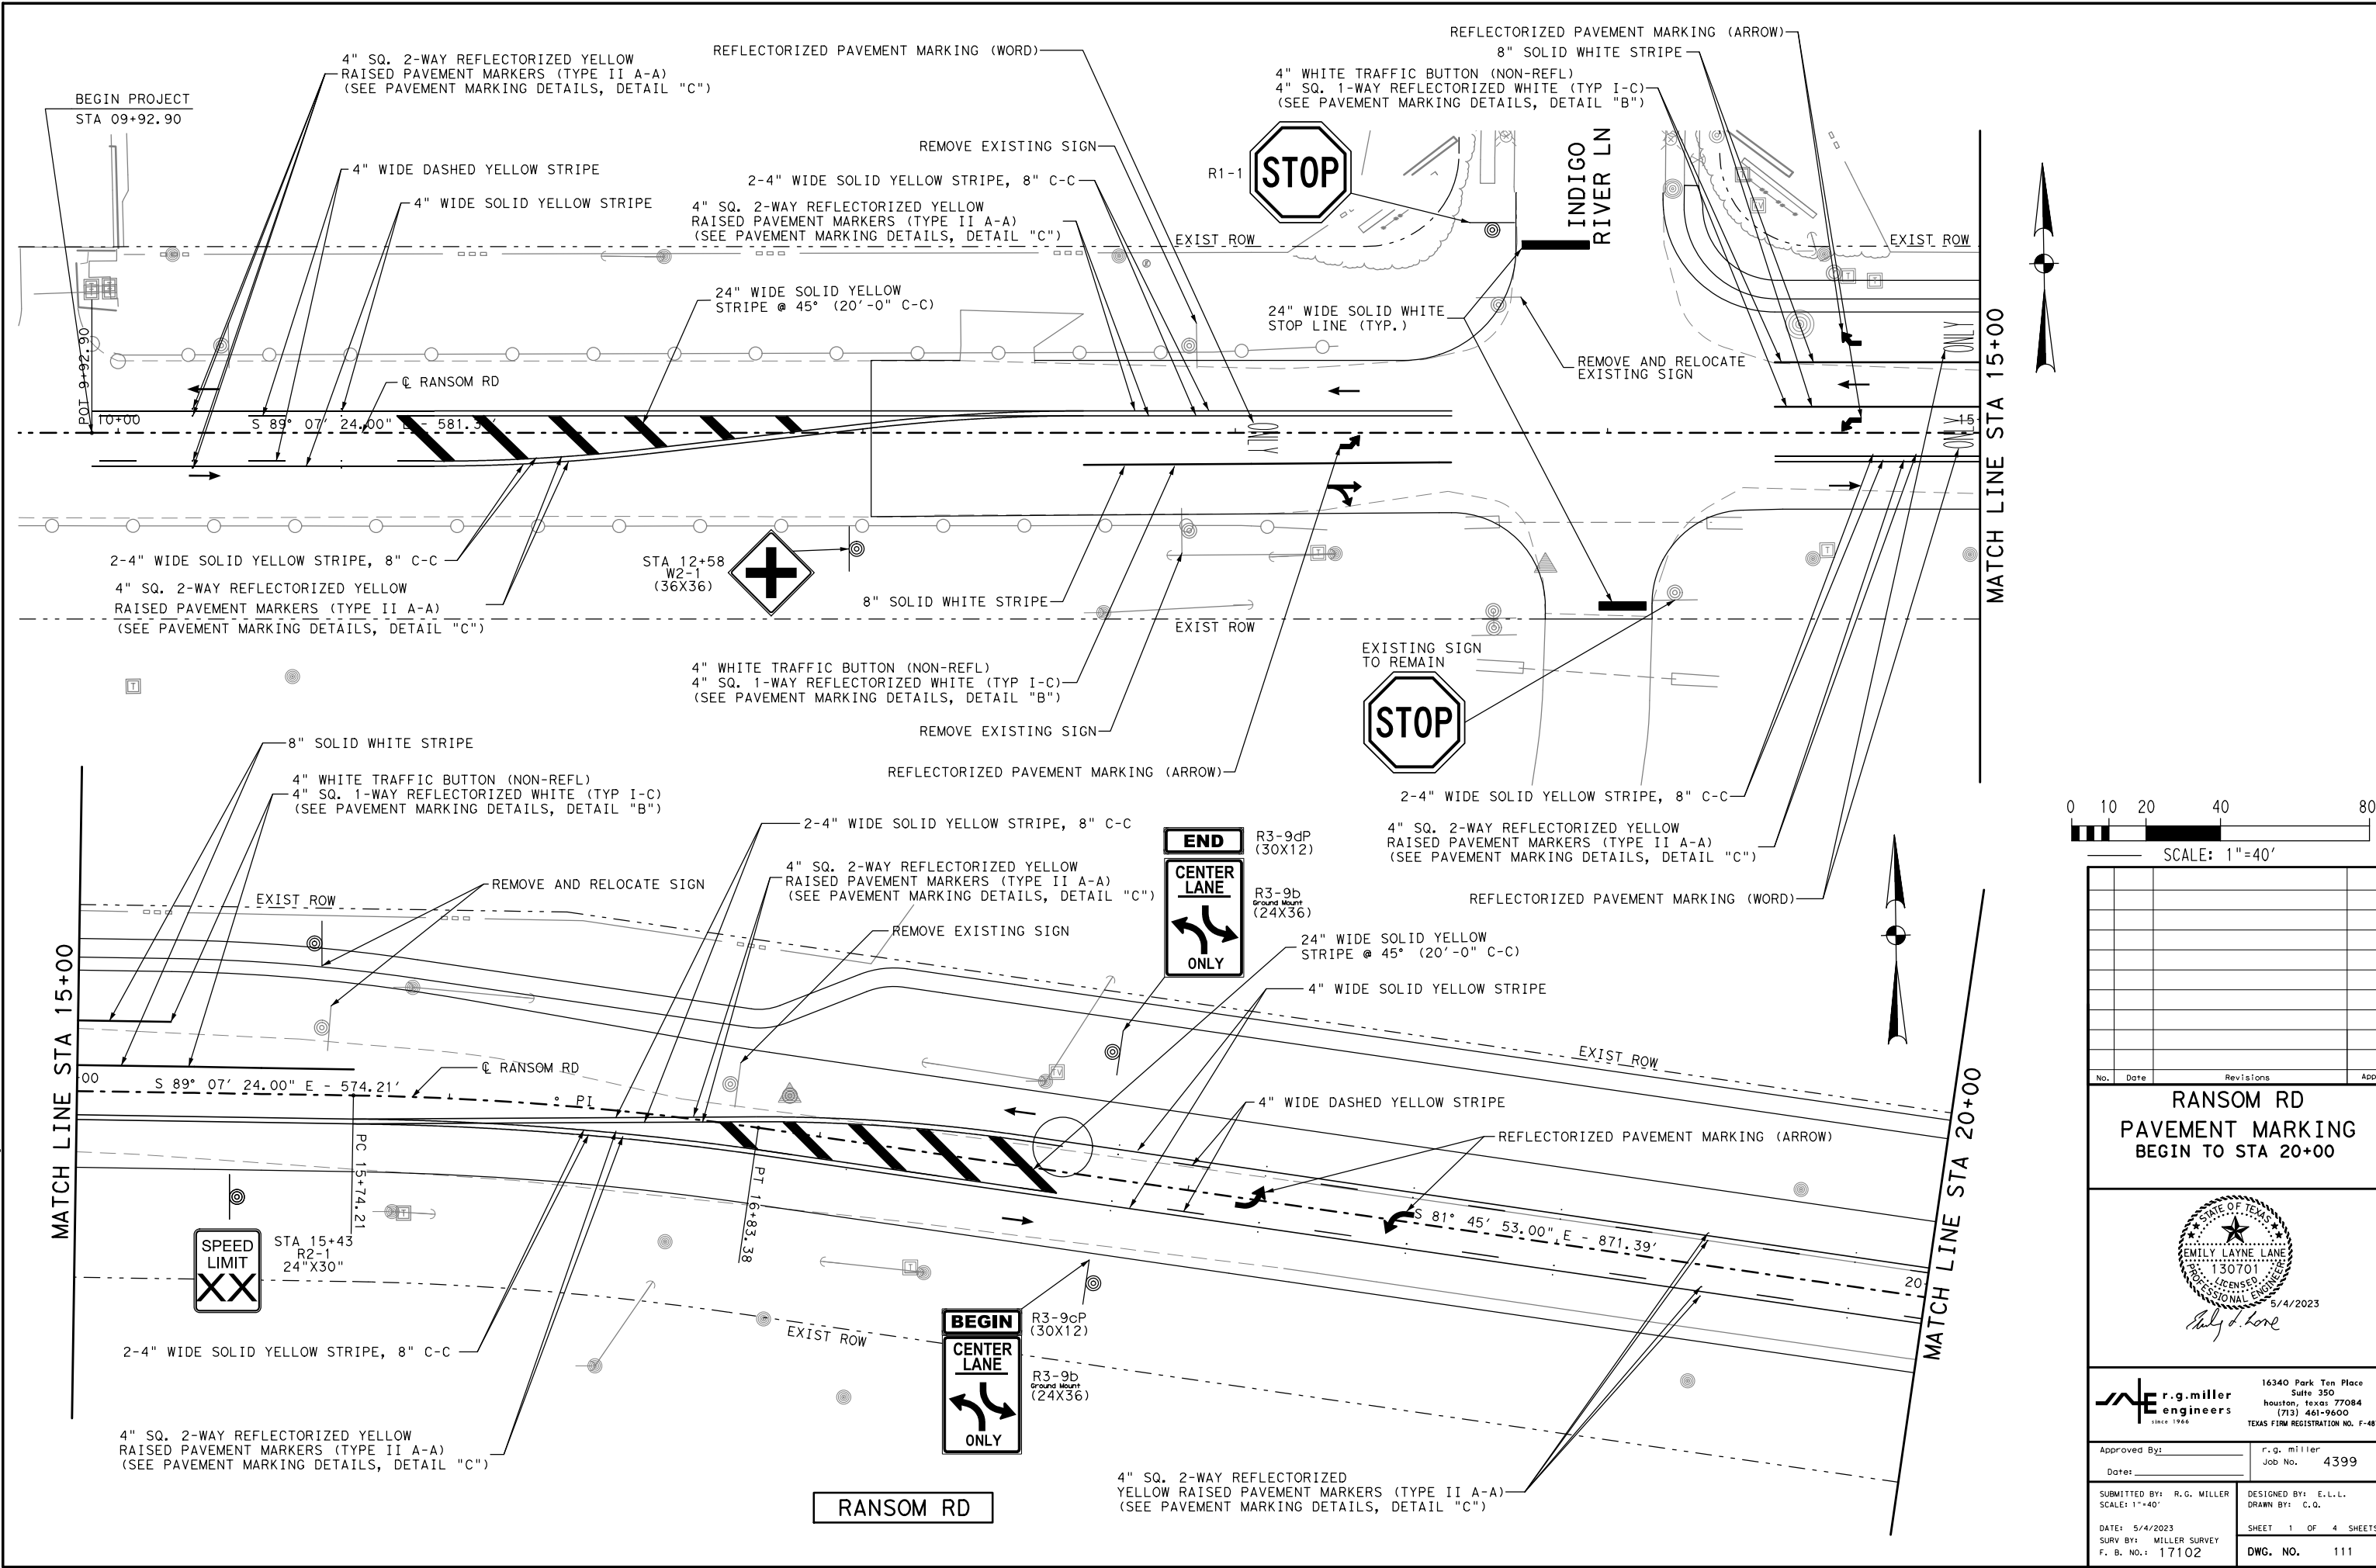 BEGIN PROJECT
STA 09+92.90
4" SQ. 2-WAY REFLECTORIZED YELLOW
RAISED PAVEMENT MARKERS (TYPE II A-A)
(SEE PAVEMENT MARKING DETAILS, DETAIL "C")
4" WIDE DASHED YELLOW STRIPE
4" WIDE SOLID YELLOW STRIPE
REFLECTORIZED PAVEMENT MARKING (WORD)
REMOVE EXISTING SIGN
2-4" WIDE SOLID YELLOW STRIPE, 8" C-C
4" SQ. 2-WAY REFLECTORIZED YELLOW
RAISED PAVEMENT MARKERS (TYPE II A-A)
(SEE PAVEMENT MARKING DETAILS, DETAIL "C")
24" WIDE SOLID YELLOW
STRIPE @ 45° (20'-0" C-C)
REFLECTORIZED PAVEMENT MARKING (ARROW)
8" SOLID WHITE STRIPE
4" WHITE TRAFFIC BUTTON (NON-REFL)
4" SQ. 1-WAY REFLECTORIZED WHITE (TYP I-C)
(SEE PAVEMENT MARKING DETAILS, DETAIL "B")
R1-1
STOP
INDIGO
RIVER LN
EXIST ROW
EXIST ROW
24" WIDE SOLID WHITE
STOP LINE (TYP.)
REMOVE AND RELOCATE
EXISTING SIGN
POT 9+92.90
10+00
℄ RANSOM RD
S 89° 07' 24.00" E - 581.3
ONLY
ONLY
ONLY
15
MATCH LINE STA 15+00
2-4" WIDE SOLID YELLOW STRIPE, 8" C-C
4" SQ. 2-WAY REFLECTORIZED YELLOW
RAISED PAVEMENT MARKERS (TYPE II A-A)
(SEE PAVEMENT MARKING DETAILS, DETAIL "C")
STA 12+58
W2-1
(36X36)
8" SOLID WHITE STRIPE
EXIST ROW
4" WHITE TRAFFIC BUTTON (NON-REFL)
4" SQ. 1-WAY REFLECTORIZED WHITE (TYP I-C)
(SEE PAVEMENT MARKING DETAILS, DETAIL "B")
REMOVE EXISTING SIGN
REFLECTORIZED PAVEMENT MARKING (ARROW)
EXISTING SIGN
TO REMAIN
STOP
2-4" WIDE SOLID YELLOW STRIPE, 8" C-C
4" SQ. 2-WAY REFLECTORIZED YELLOW
RAISED PAVEMENT MARKERS (TYPE II A-A)
(SEE PAVEMENT MARKING DETAILS, DETAIL "C")
REFLECTORIZED PAVEMENT MARKING (WORD)
T
T
T
T
T
T
TV
8" SOLID WHITE STRIPE
4" WHITE TRAFFIC BUTTON (NON-REFL)
4" SQ. 1-WAY REFLECTORIZED WHITE (TYP I-C)
(SEE PAVEMENT MARKING DETAILS, DETAIL "B")
2-4" WIDE SOLID YELLOW STRIPE, 8" C-C
4" SQ. 2-WAY REFLECTORIZED YELLOW
RAISED PAVEMENT MARKERS (TYPE II A-A)
(SEE PAVEMENT MARKING DETAILS, DETAIL "C")
REMOVE AND RELOCATE SIGN
EXIST ROW
REMOVE EXISTING SIGN
END
R3-9dP
(30X12)
CENTER
LANE
ONLY
R3-9b
Ground Mount
(24X36)
24" WIDE SOLID YELLOW
STRIPE @ 45° (20'-0" C-C)
4" WIDE SOLID YELLOW STRIPE
EXIST ROW
4" WIDE DASHED YELLOW STRIPE
REFLECTORIZED PAVEMENT MARKING (ARROW)
MATCH LINE STA 15+00
+00
S 89° 07' 24.00" E - 574.21'
℄ RANSOM RD
PI
PC 15+74.21
PT 16+83.38
TV
T
T
S 81° 45' 53.00" E - 871.39'
20
MATCH LINE STA 20+00
SPEED
LIMIT
XX
STA 15+43
R2-1
24"X30"
2-4" WIDE SOLID YELLOW STRIPE, 8" C-C
4" SQ. 2-WAY REFLECTORIZED YELLOW
RAISED PAVEMENT MARKERS (TYPE II A-A)
(SEE PAVEMENT MARKING DETAILS, DETAIL "C")
EXIST ROW
BEGIN
R3-9cP
(30X12)
CENTER
LANE
ONLY
R3-9b
Ground Mount
(24X36)
4" SQ. 2-WAY REFLECTORIZED
YELLOW RAISED PAVEMENT MARKERS (TYPE II A-A)
(SEE PAVEMENT MARKING DETAILS, DETAIL "C")
RANSOM RD
0 10 20 40 80
SCALE: 1"=40'
No. Date Revisions App
RANSOM RD
PAVEMENT MARKING
BEGIN TO STA 20+00
STATE OF TEXAS
EMILY LAYNE LANE
130701
LICENSED
PROFESSIONAL ENGINEER
5/4/2023
Emily L. Lane
r.g.miller
engineers
since 1966
16340 Park Ten Place
Suite 350
houston, texas 77084
(713) 461-9600
TEXAS FIRM REGISTRATION NO. F-48
Approved By:
Date:
r.g. miller
Job No. 4399
SUBMITTED BY: R.G. MILLER
SCALE: 1"=40'
DATE: 5/4/2023
SURV BY: MILLER SURVEY
F. B. NO.: 17102
DESIGNED BY: E.L.L.
DRAWN BY: C.Q.
SHEET 1 OF 4 SHEETS
DWG. NO. 111